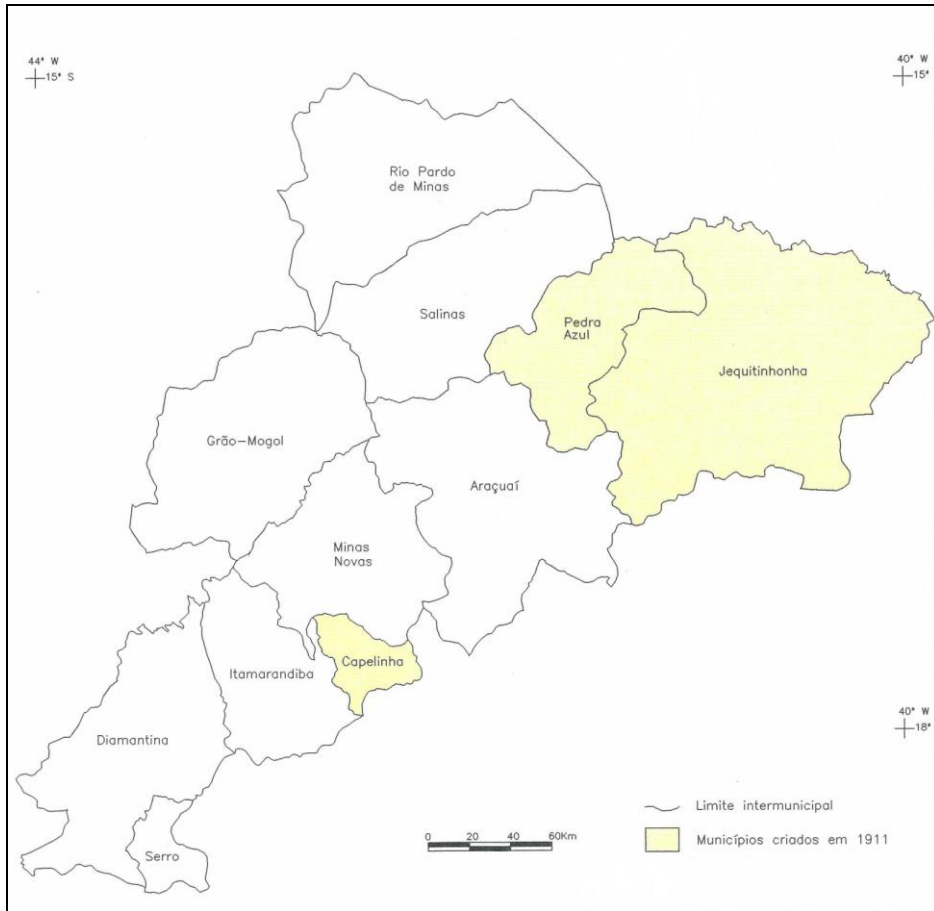 44° W
15° S
40° W
15°
Rio Pardo
de Minas
Salinas
Pedra
Azul
Jequitinhonha
Grão-Mogol
Araçuaí
Minas
Novas
Capelinha
Itamarandiba
Diamantina
Serro
40° W
18°
Limite intermunicipal
0 20 40 60Km
Municípios criados em 1911